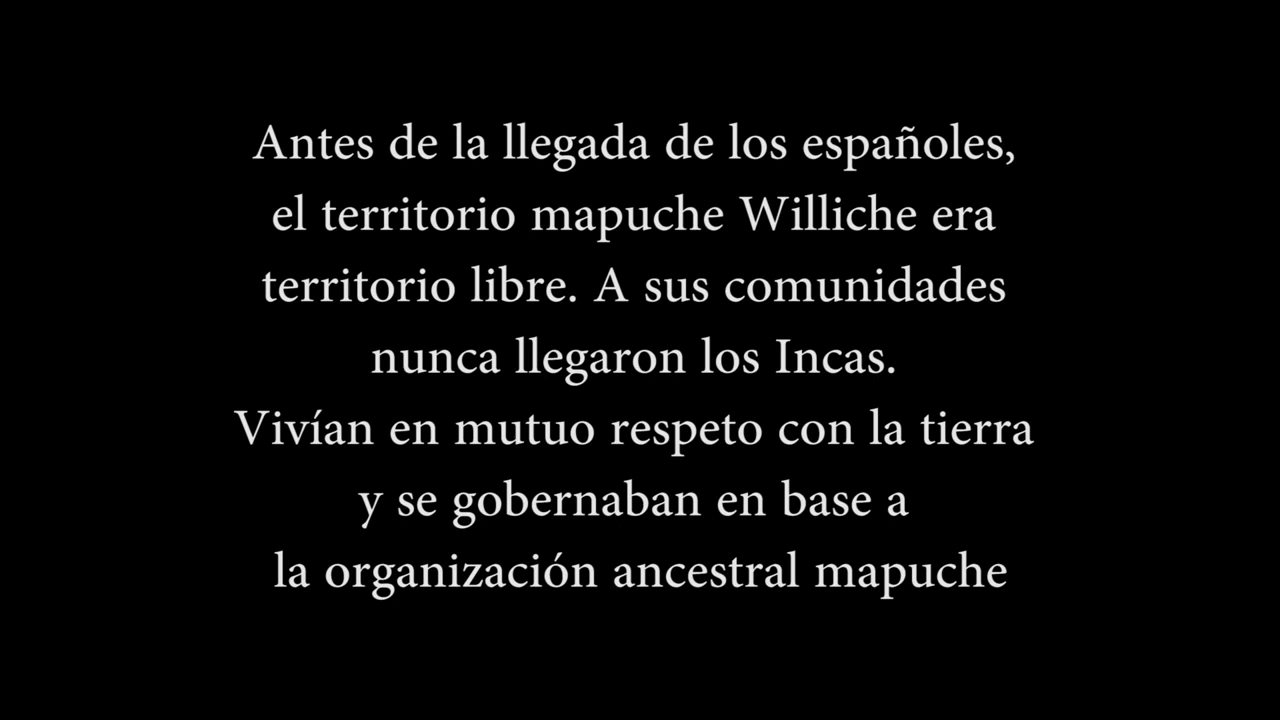 Antes de la llegada de los españoles,
el territorio mapuche Williche era
territorio libre. A sus comunidades
nunca llegaron los Incas.
Vivían en mutuo respeto con la tierra
y se gobernaban en base a
la organización ancestral mapuche